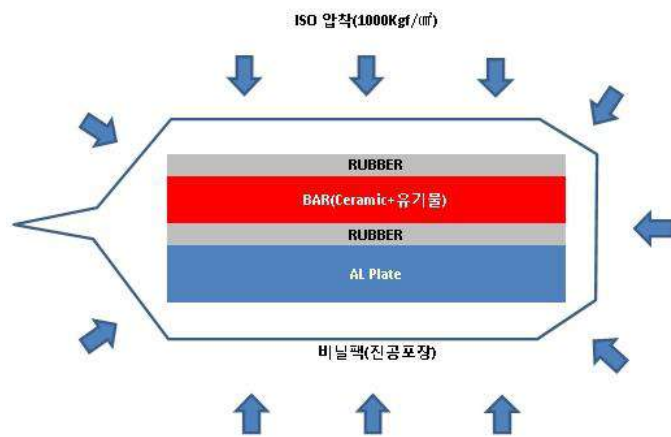 ISO 압착(1000Kgf/㎠)
RUBBER
BAR(Ceramic+유기물)
RUBBER
AL Plate
비닐팩(진공포장)